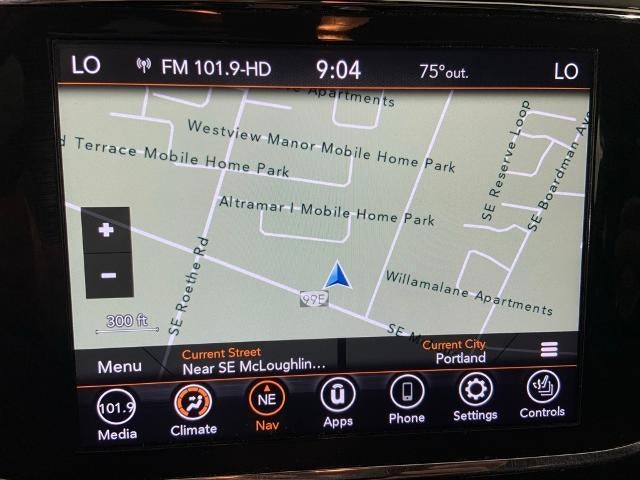 LO FM 101.9-HD 9:04 75°out. LO
Apartments
Westview Manor Mobile Home Park
d Terrace Mobile Home Park
Altramar I Mobile Home Park
SE Reserve Loop
SE Boardman Ave
SE Roethe Rd
Willamalane Apartments
+
-
99E
300 ft
SE M
Menu
Current Street
Near SE McLoughlin...
Current City
Portland
101.9 NE
Media Climate Nav Apps Phone Settings Controls